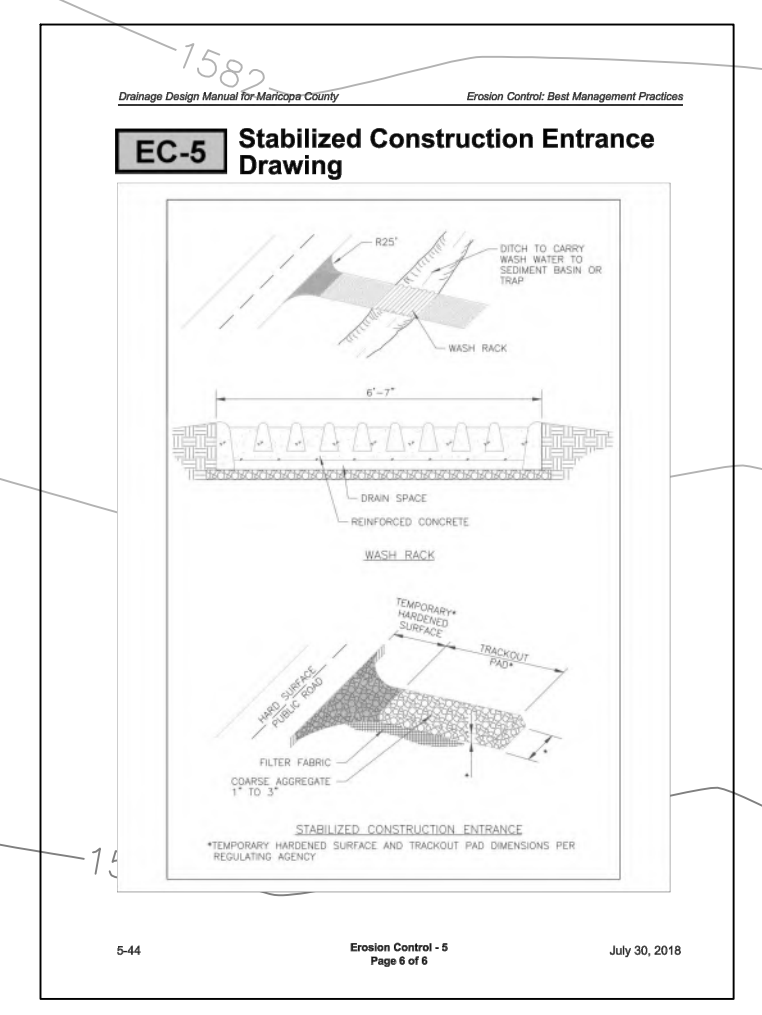 1582
Drainage Design Manual for Maricopa County Erosion Control: Best Management Practices
EC-5
Stabilized Construction Entrance
Drawing
R25'
DITCH TO CARRY
WASH WATER TO
SEDIMENT BASIN OR
TRAP
WASH RACK
6'-7"
DRAIN SPACE
REINFORCED CONCRETE
WASH RACK
TEMPORARY*
HARDENED
SURFACE
TRACKOUT
PAD*
HARD SURFACE
PUBLIC ROAD
*
*
FILTER FABRIC
COARSE AGGREGATE
1" TO 3"
STABILIZED CONSTRUCTION ENTRANCE
*TEMPORARY HARDENED SURFACE AND TRACKOUT PAD DIMENSIONS PER
REGULATING AGENCY
5-44 Erosion Control - 5 July 30, 2018
Page 6 of 6